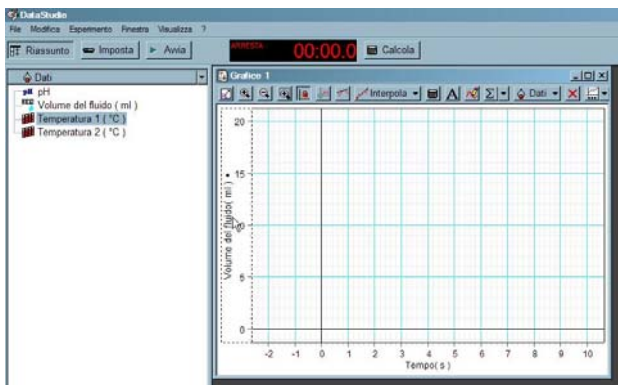 DataStudio
File Modifica Esperimento Finestra Visualizza ?
Riassunto Imposta Avvia ARRESTA 00:00.0 Calcola
Dati
pH
Volume del fluido ( ml )
Temperatura 1 ( °C )
Temperatura 2 ( °C )
Grafico 1
Interpola A Σ Dati
Volume del fluido( ml )
20
15
10
5
0
-2 -1 0 1 2 3 4 5 6 7 8 9 10
Tempo( s )